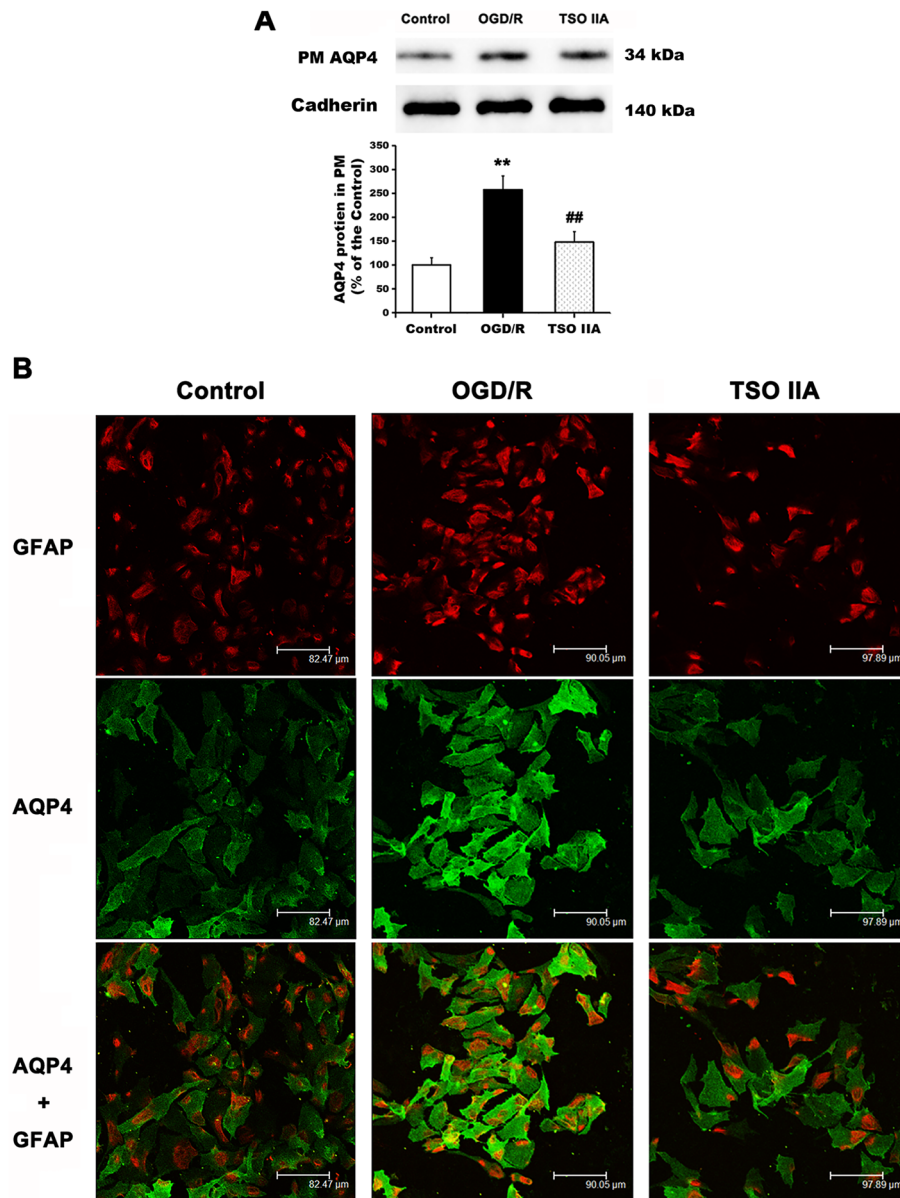 A
Control OGD/R TSO IIA
PM AQP4 34 kDa
Cadherin 140 kDa
AQP4 protien in PM
(% of the Control)
350
300
250
200
150
100
50
0
**
##
Control OGD/R TSO IIA
B
Control OGD/R TSO IIA
GFAP
82.47 µm 90.05 µm 97.89 µm
AQP4
82.47 µm 90.05 µm 97.89 µm
AQP4
+
GFAP
82.47 µm 90.05 µm 97.89 µm